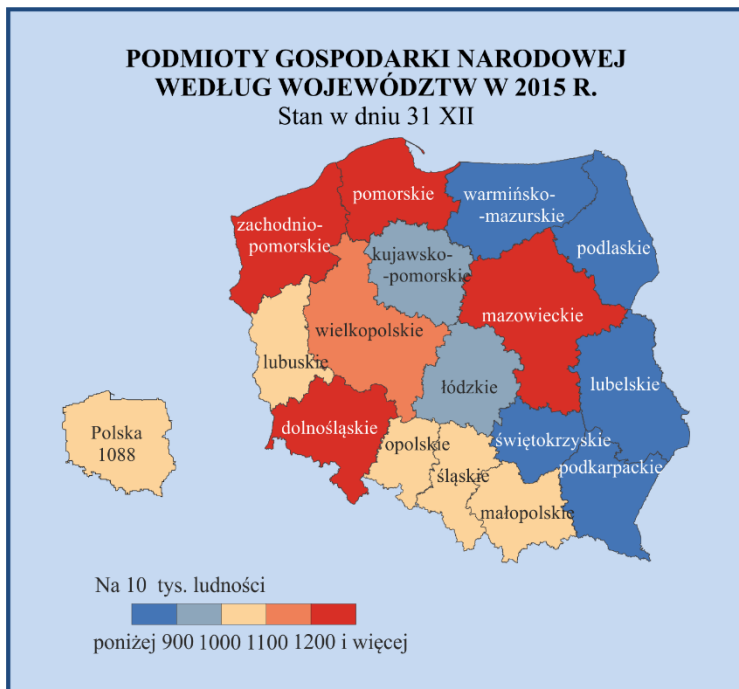 PODMIOTY GOSPODARKI NARODOWEJ
WEDŁUG WOJEWÓDZTW W 2015 R.
Stan w dniu 31 XII
pomorskie
warmińsko-
-mazurskie
zachodnio-
pomorskie
podlaskie
kujawsko-
-pomorskie
mazowieckie
wielkopolskie
lubuskie
łódzkie
lubelskie
Polska
1088
dolnośląskie
opolskie
świętokrzyskie
śląskie
podkarpackie
małopolskie
Na 10 tys. ludności
poniżej 900 1000 1100 1200 i więcej